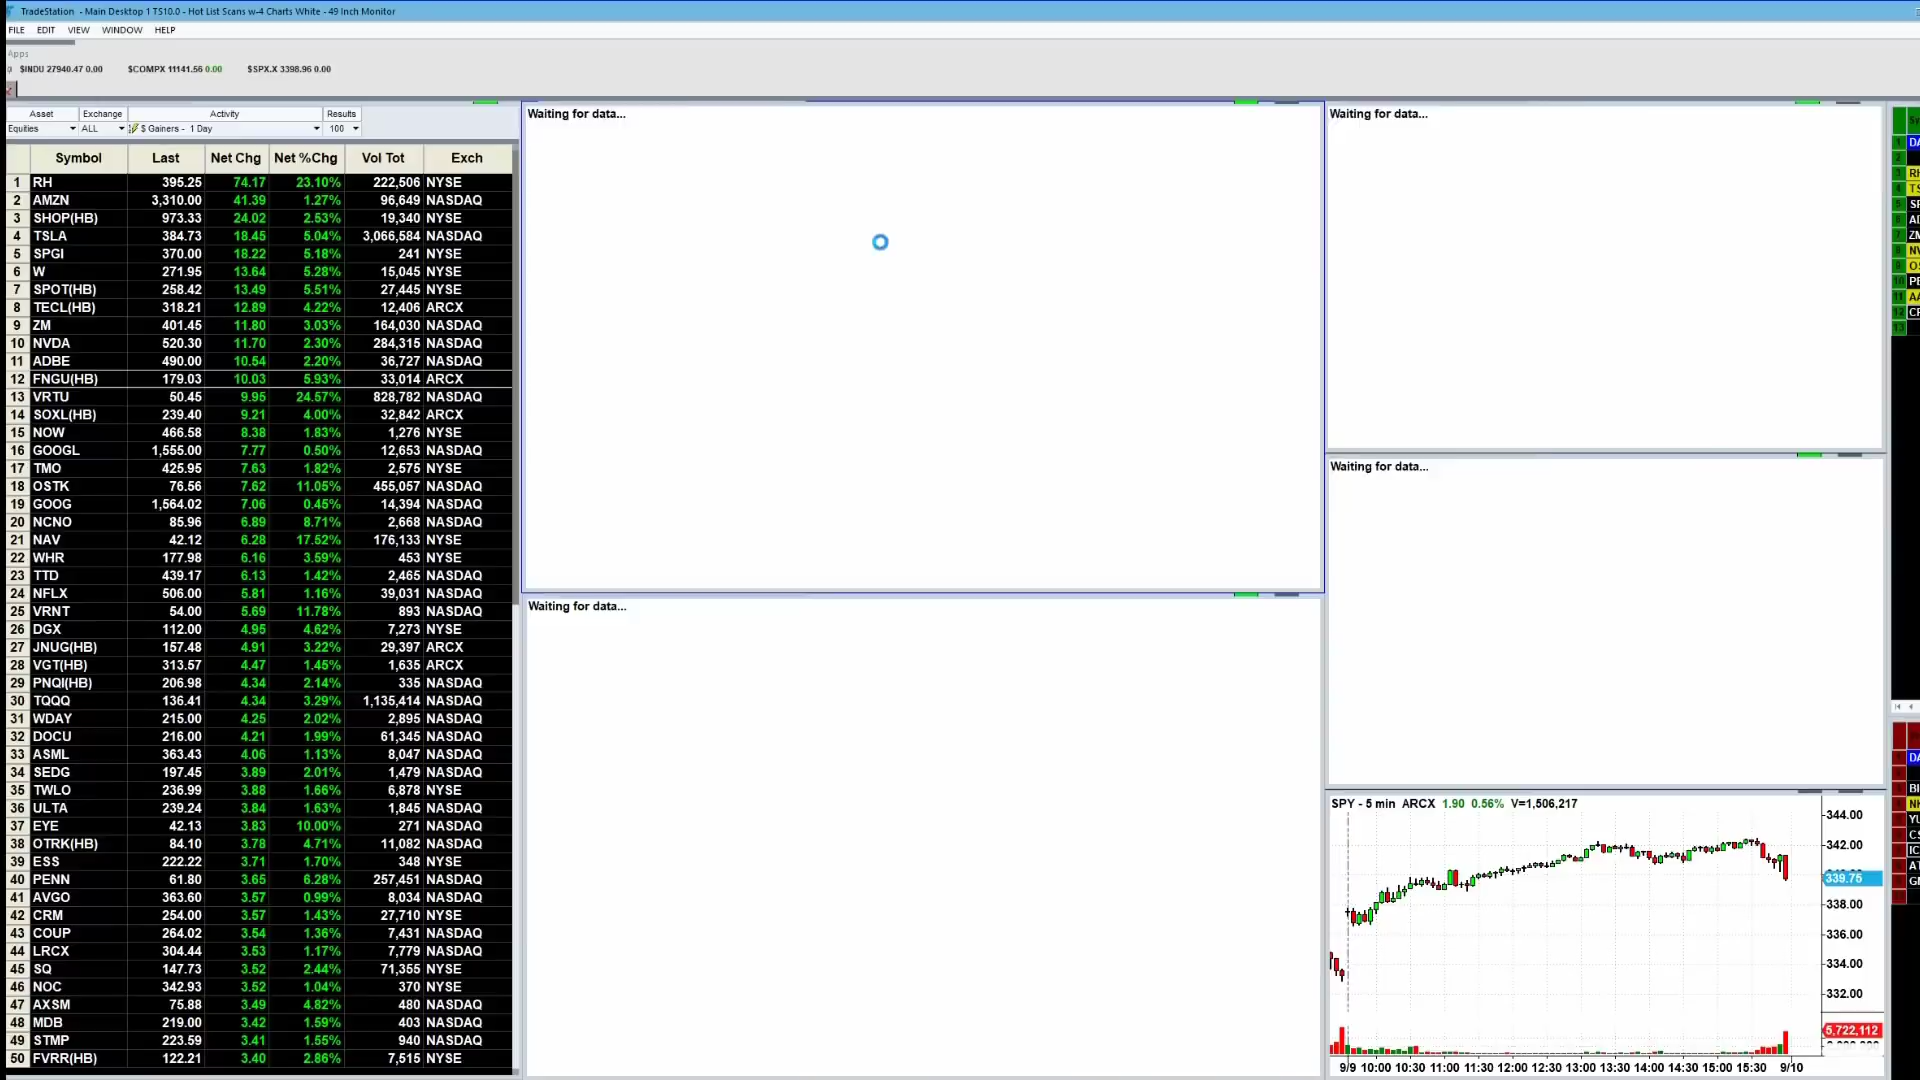 TradeStation - Main Desktop 1 TS10.0 - Hot List Scans w-4 Charts White - 49 Inch Monitor
FILE EDIT VIEW WINDOW HELP
Apps
$INDU 27940.47 0.00 $COMPX 11141.56 0.00 $SPX.X 3398.96 0.00
Asset Exchange Activity Results
Equities ALL $ Gainers - 1 Day 100
Symbol Last Net Chg Net %Chg Vol Tot Exch
1 RH 395.25 74.17 23.10% 222,506 NYSE
2 AMZN 3,310.00 41.39 1.27% 96,649 NASDAQ
3 SHOP(HB) 973.33 24.02 2.53% 19,340 NYSE
4 TSLA 384.73 18.45 5.04% 3,066,584 NASDAQ
5 SPGI 370.00 18.22 5.18% 241 NYSE
6 W 271.95 13.64 5.28% 15,045 NYSE
7 SPOT(HB) 258.42 13.49 5.51% 27,445 NYSE
8 TECL(HB) 318.21 12.89 4.22% 12,406 ARCX
9 ZM 401.45 11.80 3.03% 164,030 NASDAQ
10 NVDA 520.30 11.70 2.30% 284,315 NASDAQ
11 ADBE 490.00 10.54 2.20% 36,727 NASDAQ
12 FNGU(HB) 179.03 10.03 5.93% 33,014 ARCX
13 VRTU 50.45 9.95 24.57% 828,782 NASDAQ
14 SOXL(HB) 239.40 9.21 4.00% 32,842 ARCX
15 NOW 466.58 8.38 1.83% 1,276 NYSE
16 GOOGL 1,555.00 7.77 0.50% 12,653 NASDAQ
17 TMO 425.95 7.63 1.82% 2,575 NYSE
18 OSTK 76.56 7.62 11.05% 455,057 NASDAQ
19 GOOG 1,564.02 7.06 0.45% 14,394 NASDAQ
20 NCNO 85.96 6.89 8.71% 2,668 NASDAQ
21 NAV 42.12 6.28 17.52% 176,133 NYSE
22 WHR 177.98 6.16 3.59% 453 NYSE
23 TTD 439.17 6.13 1.42% 2,465 NASDAQ
24 NFLX 506.00 5.81 1.16% 39,031 NASDAQ
25 VRNT 54.00 5.69 11.78% 893 NASDAQ
26 DGX 112.00 4.95 4.62% 7,273 NYSE
27 JNUG(HB) 157.48 4.91 3.22% 29,397 ARCX
28 VGT(HB) 313.57 4.47 1.45% 1,635 ARCX
29 PNQI(HB) 206.98 4.34 2.14% 335 NASDAQ
30 TQQQ 136.41 4.34 3.29% 1,135,414 NASDAQ
31 WDAY 215.00 4.25 2.02% 2,895 NASDAQ
32 DOCU 216.00 4.21 1.99% 61,345 NASDAQ
33 ASML 363.43 4.06 1.13% 8,047 NASDAQ
34 SEDG 197.45 3.89 2.01% 1,479 NASDAQ
35 TWLO 236.99 3.88 1.66% 6,878 NYSE
36 ULTA 239.24 3.84 1.63% 1,845 NASDAQ
37 EYE 42.13 3.83 10.00% 271 NASDAQ
38 OTRK(HB) 84.10 3.78 4.71% 11,082 NASDAQ
39 ESS 222.22 3.71 1.70% 348 NYSE
40 PENN 61.80 3.65 6.28% 257,451 NASDAQ
41 AVGO 363.60 3.57 0.99% 8,034 NASDAQ
42 CRM 254.00 3.57 1.43% 27,710 NYSE
43 COUP 264.02 3.54 1.36% 7,431 NASDAQ
44 LRCX 304.44 3.53 1.17% 7,779 NASDAQ
45 SQ 147.73 3.52 2.44% 71,355 NYSE
46 NOC 342.93 3.52 1.04% 370 NYSE
47 AXSM 75.88 3.49 4.82% 480 NASDAQ
48 MDB 219.00 3.42 1.59% 403 NASDAQ
49 STMP 223.59 3.41 1.55% 940 NASDAQ
50 FVRR(HB) 122.21 3.40 2.86% 7,515 NYSE
Waiting for data...
Waiting for data...
Waiting for data...
Waiting for data...
SPY - 5 min ARCX 1.90 0.56% V=1,506,217
344.00
342.00
339.75
338.00
336.00
334.00
332.00
5,722,112
9/9 10:00 10:30 11:00 11:30 12:00 12:30 13:00 13:30 14:00 14:30 15:00 15:30 9/10